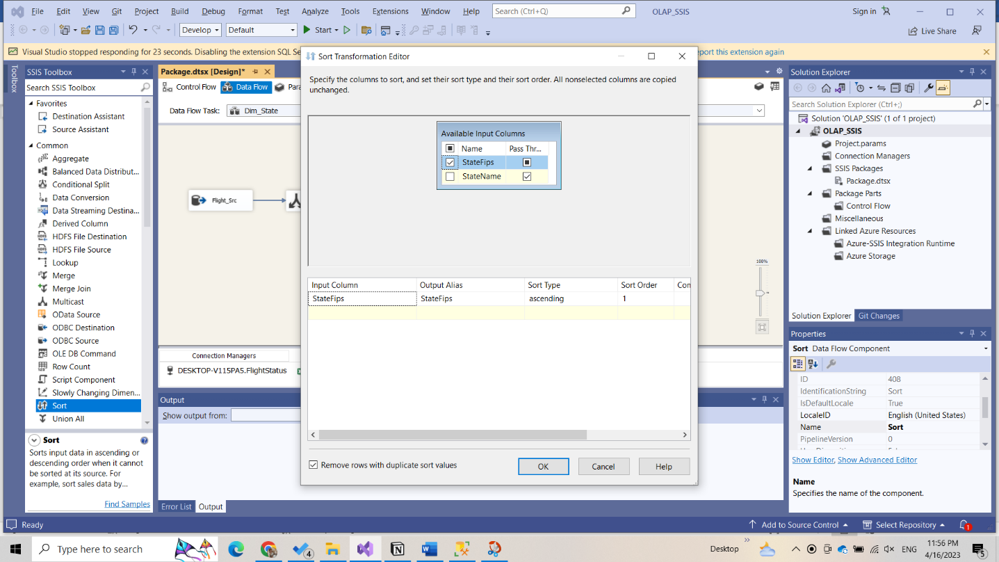 File Edit View Git Project Build Debug Format Test Analyze Tools Extensions Window Help Search (Ctrl+Q) OLAP_SSIS Sign in
Develop Default Start Live Share
Visual Studio stopped responding for 23 seconds. Disabling the extension SQL Se
port this extension again
SSIS Toolbox
Toolbox
Search SSIS Toolbox
Favorites
Destination Assistant
Source Assistant
Common
Aggregate
Balanced Data Distribut...
Conditional Split
Data Conversion
Data Streaming Destina...
Derived Column
HDFS File Destination
HDFS File Source
Lookup
Merge
Merge Join
Multicast
OData Source
ODBC Destination
ODBC Source
OLE DB Command
Row Count
Script Component
Slowly Changing Dimen...
Sort
Union All
Sort
Sorts input data in ascending or
descending order when it cannot
be sorted at its source. For
example, sort sales data by...
Find Samples
Package.dtsx [Design]*
Control Flow Data Flow Para
Data Flow Task: Dim_State
Flight_Src
100%
Connection Managers
DESKTOP-V115PA5.FlightStatus
Output
Show output from:
Error List Output
Sort Transformation Editor
Specify the columns to sort, and set their sort type and their sort order. All nonselected columns are copied
unchanged.
Available Input Columns
Name Pass Thr...
StateFips
StateName
Input Column Output Alias Sort Type Sort Order Con
StateFips StateFips ascending 1
Remove rows with duplicate sort values
OK Cancel Help
Solution Explorer
Search Solution Explorer (Ctrl+;)
Solution 'OLAP_SSIS' (1 of 1 project)
OLAP_SSIS
Project.params
Connection Managers
SSIS Packages
Package.dtsx
Package Parts
Control Flow
Miscellaneous
Linked Azure Resources
Azure-SSIS Integration Runtime
Azure Storage
Solution Explorer Git Changes
Properties
Sort Data Flow Component
ID 408
IdentificationString Sort
IsDefaultLocale True
LocaleID English (United States)
Name Sort
PipelineVersion 0
Show Editor, Show Advanced Editor
Name
Specifies the name of the component.
Ready Add to Source Control Select Repository 1
Type here to search 4 Desktop ENG 11:56 PM
4/16/2023 5